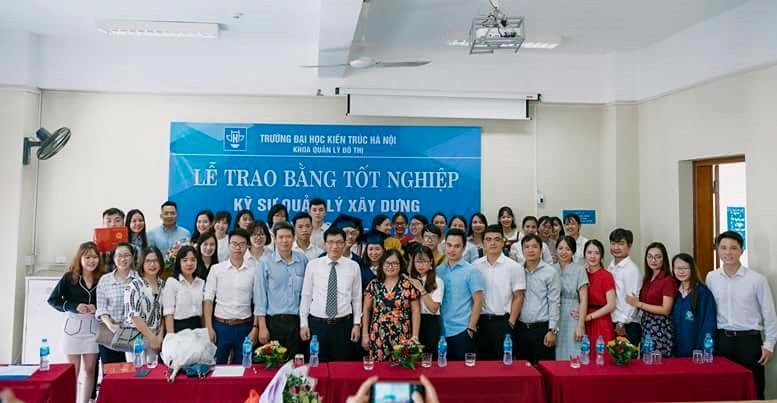 TRƯỜNG ĐẠI HỌC KIẾN TRÚC HÀ NỘI
KHOA QUẢN LÝ ĐÔ THỊ
LỄ TRAO BẰNG TỐT NGHIỆP
KỸ SƯ QUẢN LÝ XÂY DỰNG